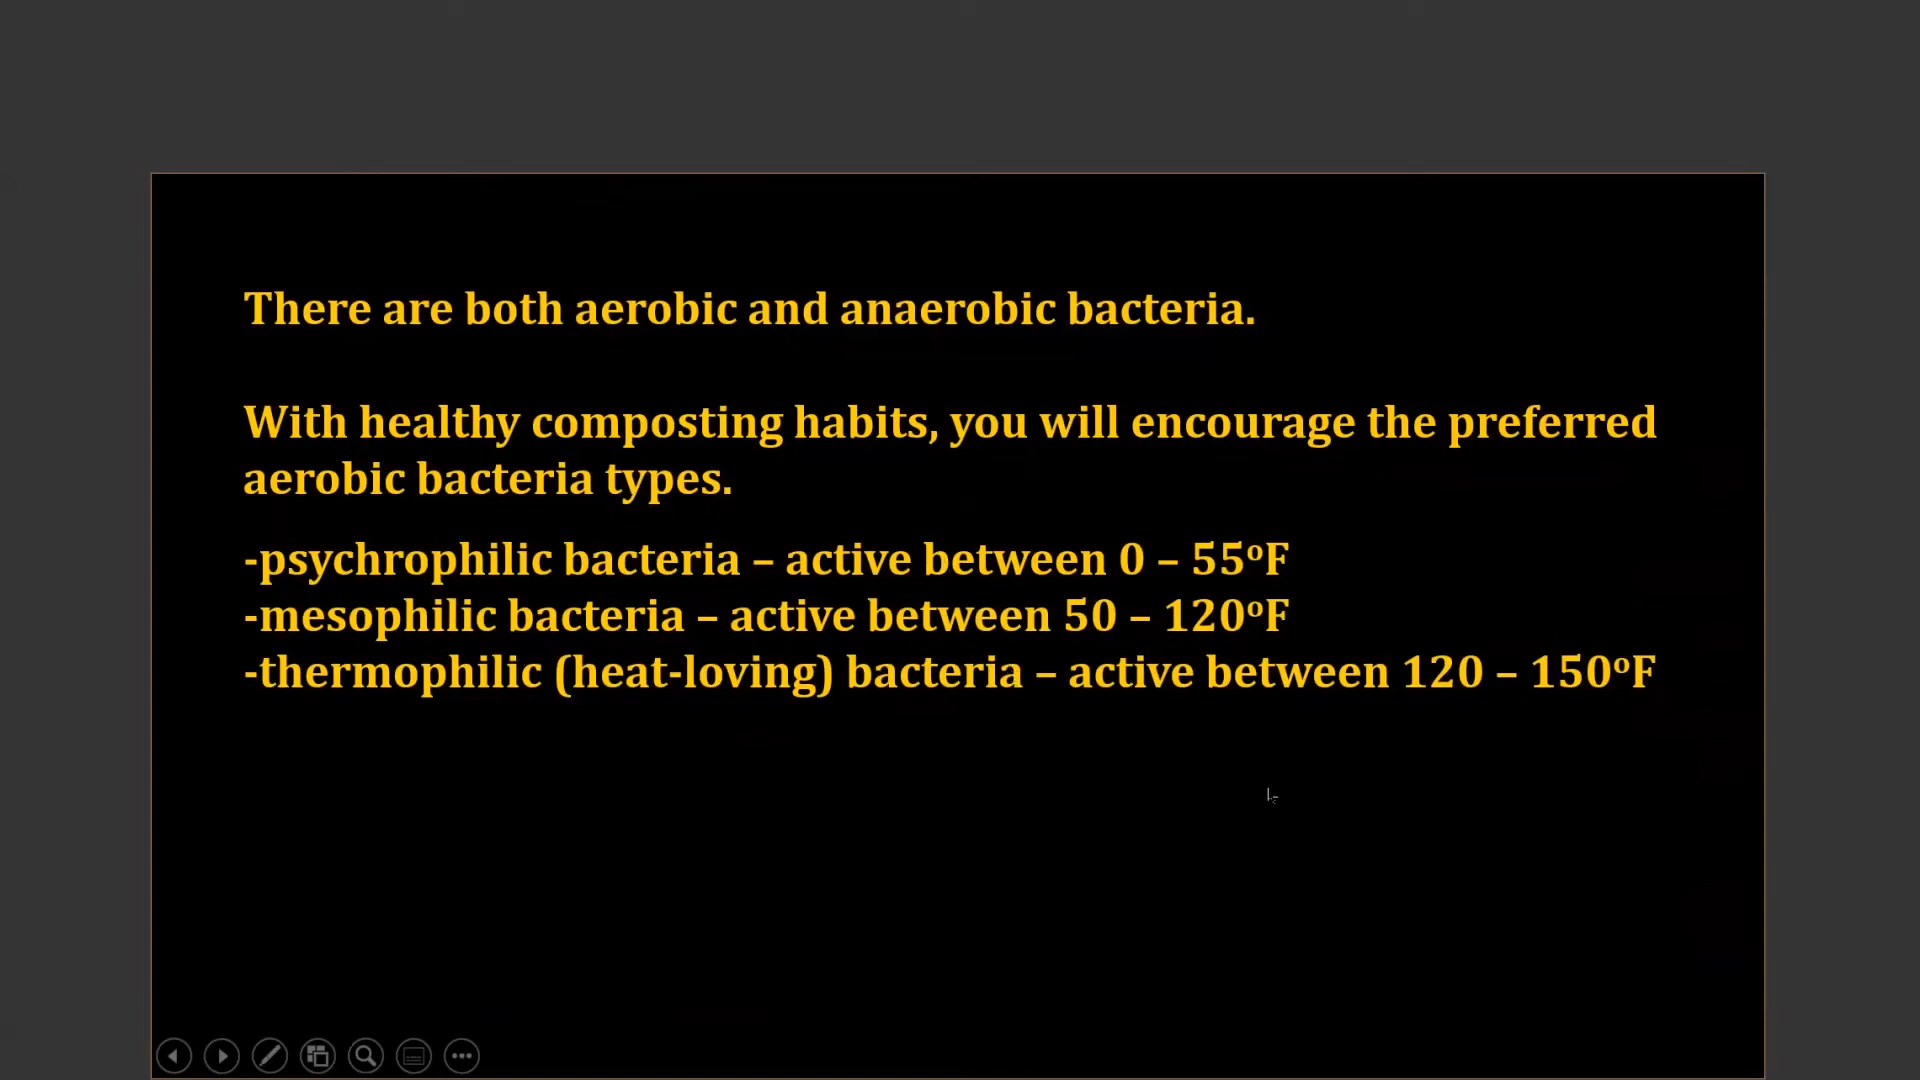 There are both aerobic and anaerobic bacteria.
With healthy composting habits, you will encourage the preferred
aerobic bacteria types.
-psychrophilic bacteria – active between 0 – 55ºF
-mesophilic bacteria – active between 50 – 120ºF
-thermophilic (heat-loving) bacteria – active between 120 – 150ºF